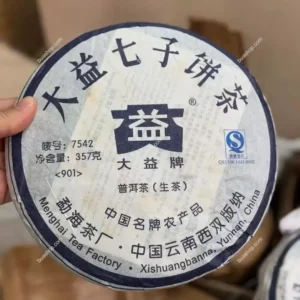 大益七子饼茶
唛号: 7542
净含量: 357克
<901>
益
®
大益牌
普洱茶 (生茶)
中国名牌农产品
勐海茶厂 · 中国云南西双版纳
Menghai Tea Factory · Xishuangbanna, Yunnan, China